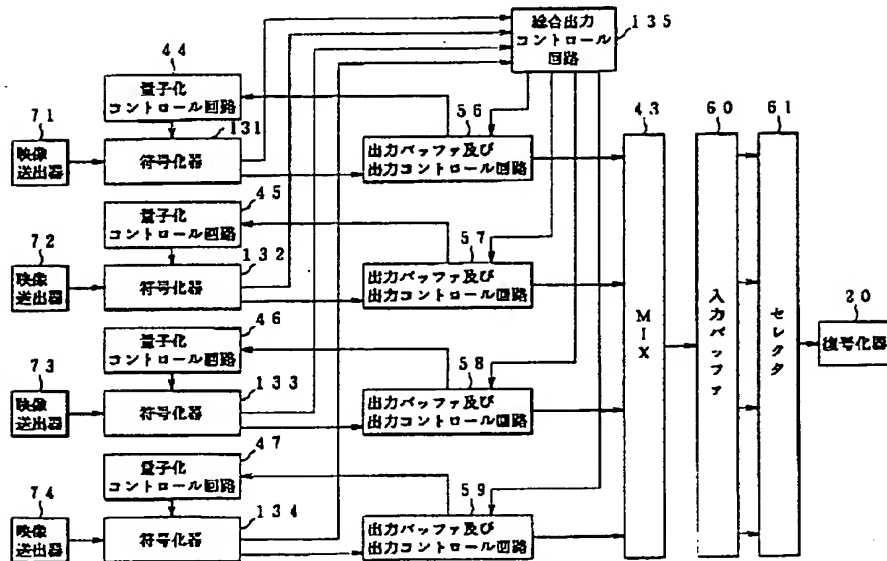 総合出力
コントロール
回路
135
44
量子化
コントロール回路
71
映像
送出器
131
符号化器
56
出力バッファ及び
出力コントロール回路
43
60
61
45
量子化
コントロール回路
72
映像
送出器
132
符号化器
57
出力バッファ及び
出力コントロール回路
MIX
入力バッファ
セレクタ
20
復号化器
46
量子化
コントロール回路
73
映像
送出器
133
符号化器
58
出力バッファ及び
出力コントロール回路
47
量子化
コントロール回路
74
映像
送出器
134
符号化器
59
出力バッファ及び
出力コントロール回路